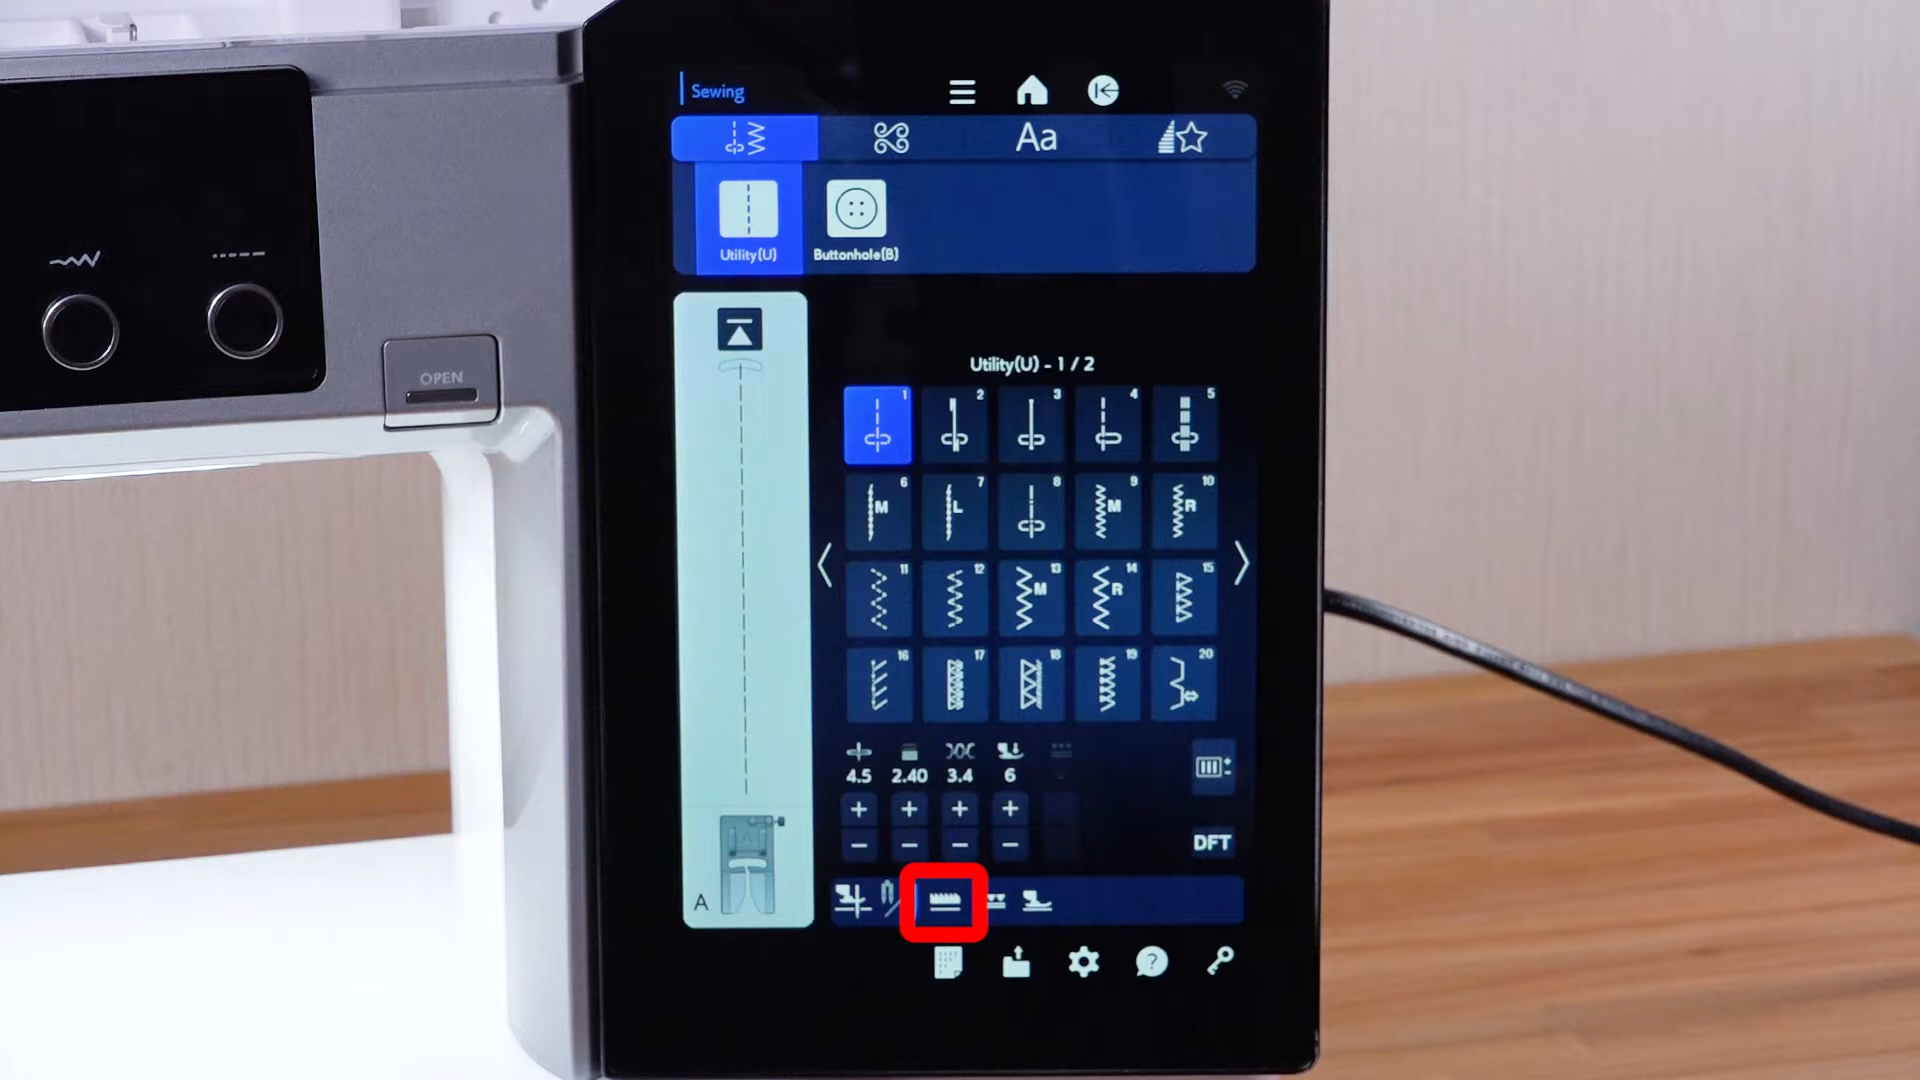 Sewing
Aa
Utility(U)
Buttonhole(B)
OPEN
Utility(U) - 1 / 2
1 2 3 4 5
6 M 7 L 8 9 M 10 R
11 12 13 M 14 R 15
16 17 18 19 20
4.5 2.40 3.4 6
+ + + +
- - - -
DFT
A
?